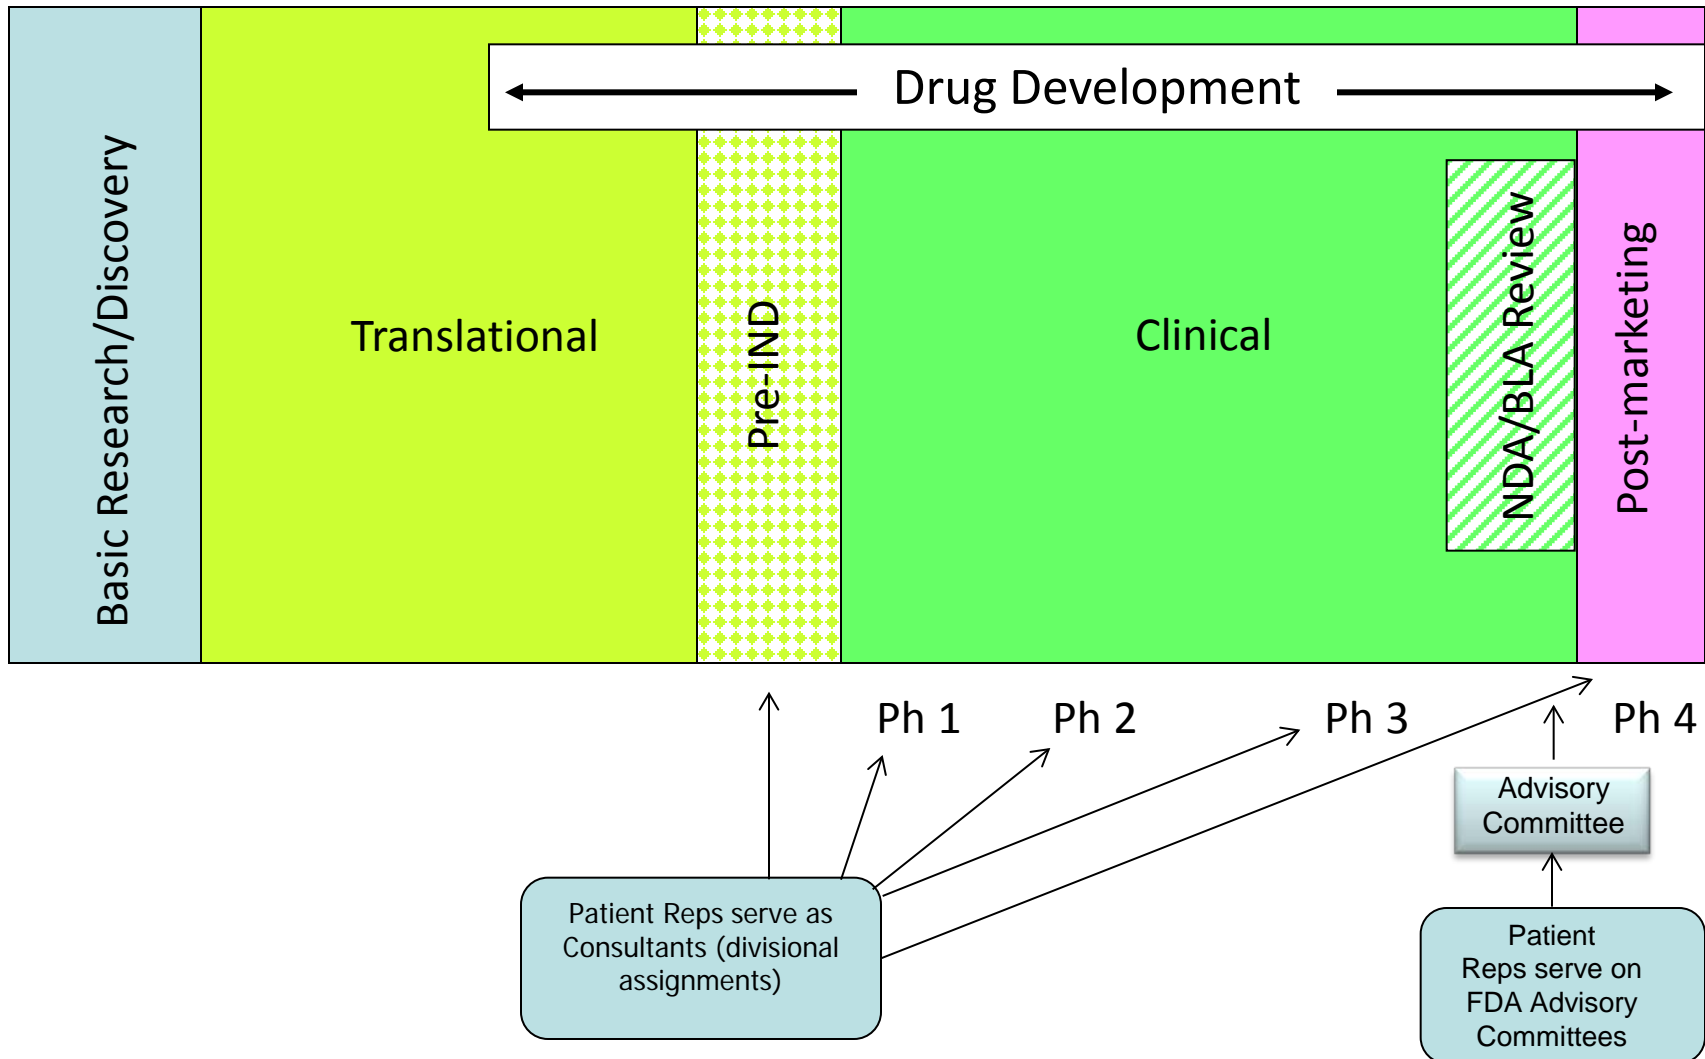 Drug Development
Basic Research/Discovery
Translational
Pre-IND
Clinical
NDA/BLA Review
Post-marketing
Ph 1
Ph 2
Ph 3
Ph 4
Advisory
Committee
Patient Reps serve as
Consultants (divisional
assignments)
Patient
Reps serve on
FDA Advisory
Committees